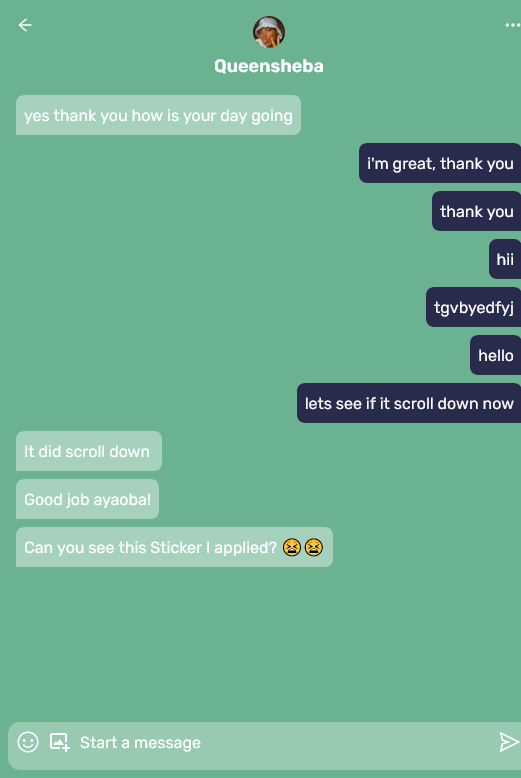 Queensheba
yes thank you how is your day going
i'm great, thank you
thank you
hii
tgvbyedfyj
hello
lets see if it scroll down now
It did scroll down
Good job ayaoba!
Can you see this Sticker I applied? 😫😫
Start a message